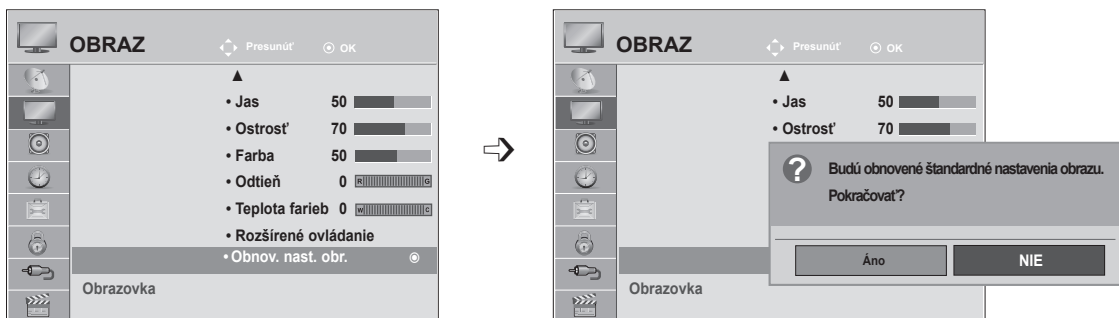 OBRAZ Presunúť OK
▲
• Jas 50
• Ostrosť 70
• Farba 50
• Odtieň 0 R G
• Teplota farieb 0 W C
• Rozšírené ovládanie
• Obnov. nast. obr.
Obrazovka
OBRAZ Presunúť OK
▲
• Jas 50
• Ostrosť 70
? Budú obnovené štandardné nastavenia obrazu.
Pokračovať?
Áno NIE
Obrazovka